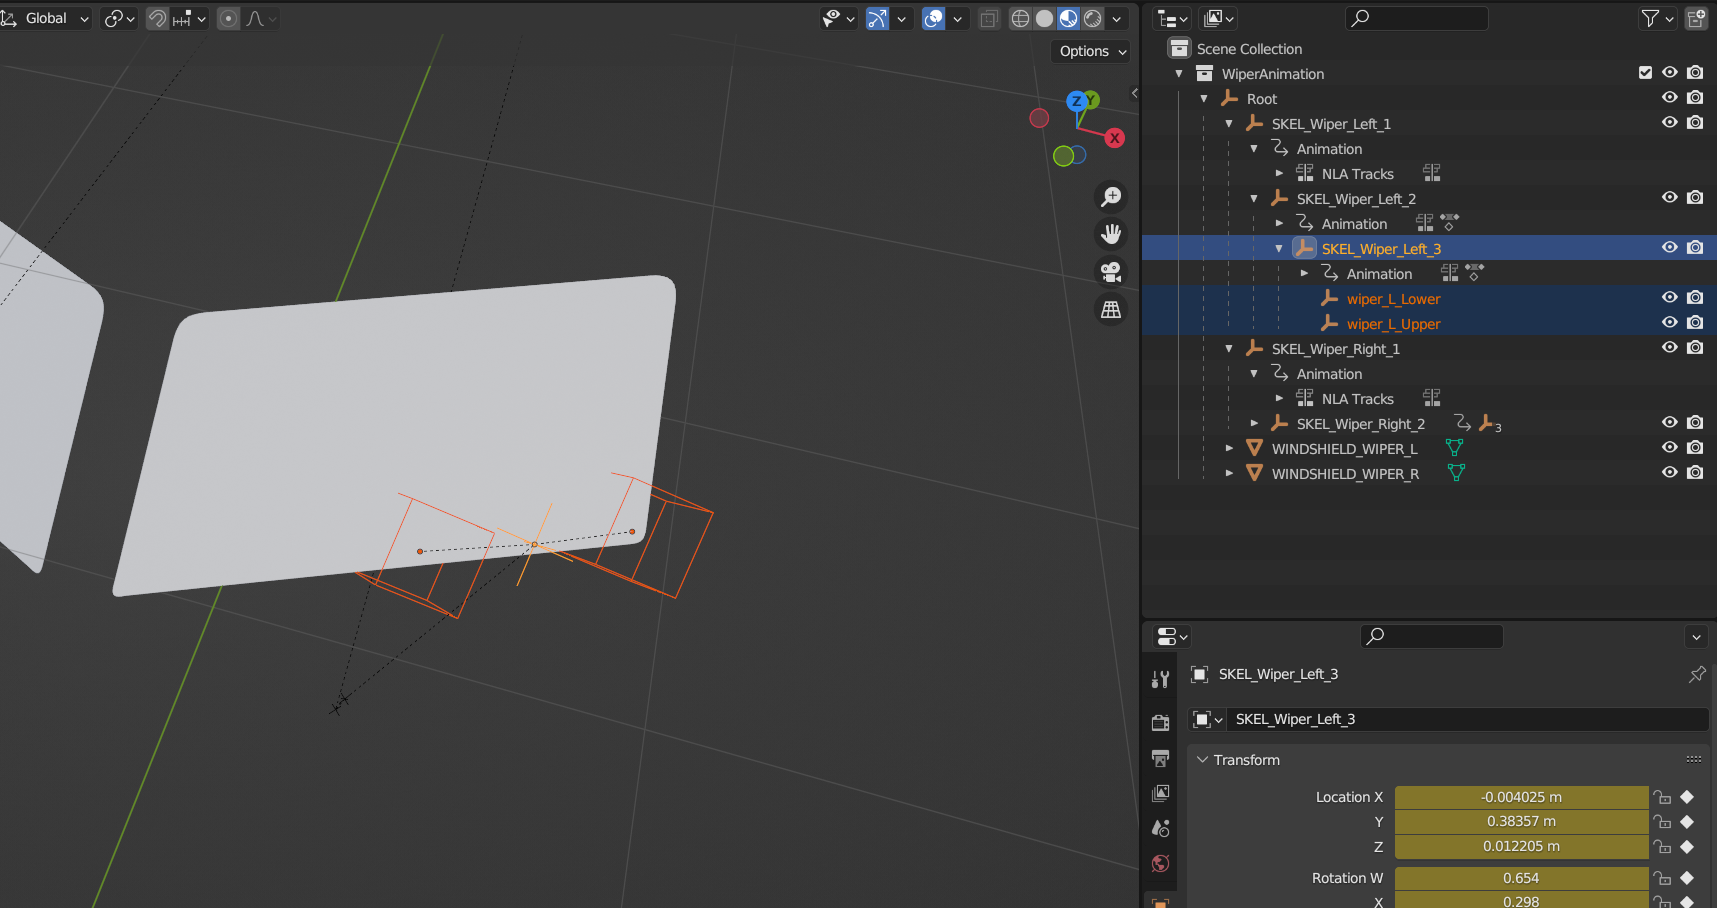 Global
Options
Z
Y
X
Scene Collection
WiperAnimation
Root
SKEL_Wiper_Left_1
Animation
NLA Tracks
SKEL_Wiper_Left_2
Animation
SKEL_Wiper_Left_3
Animation
wiper_L_Lower
wiper_L_Upper
SKEL_Wiper_Right_1
Animation
NLA Tracks
SKEL_Wiper_Right_2
3
WINDSHIELD_WIPER_L
WINDSHIELD_WIPER_R
SKEL_Wiper_Left_3
SKEL_Wiper_Left_3
Transform
Location X -0.004025 m
Y 0.38357 m
Z 0.012205 m
Rotation W 0.654
X 0.298